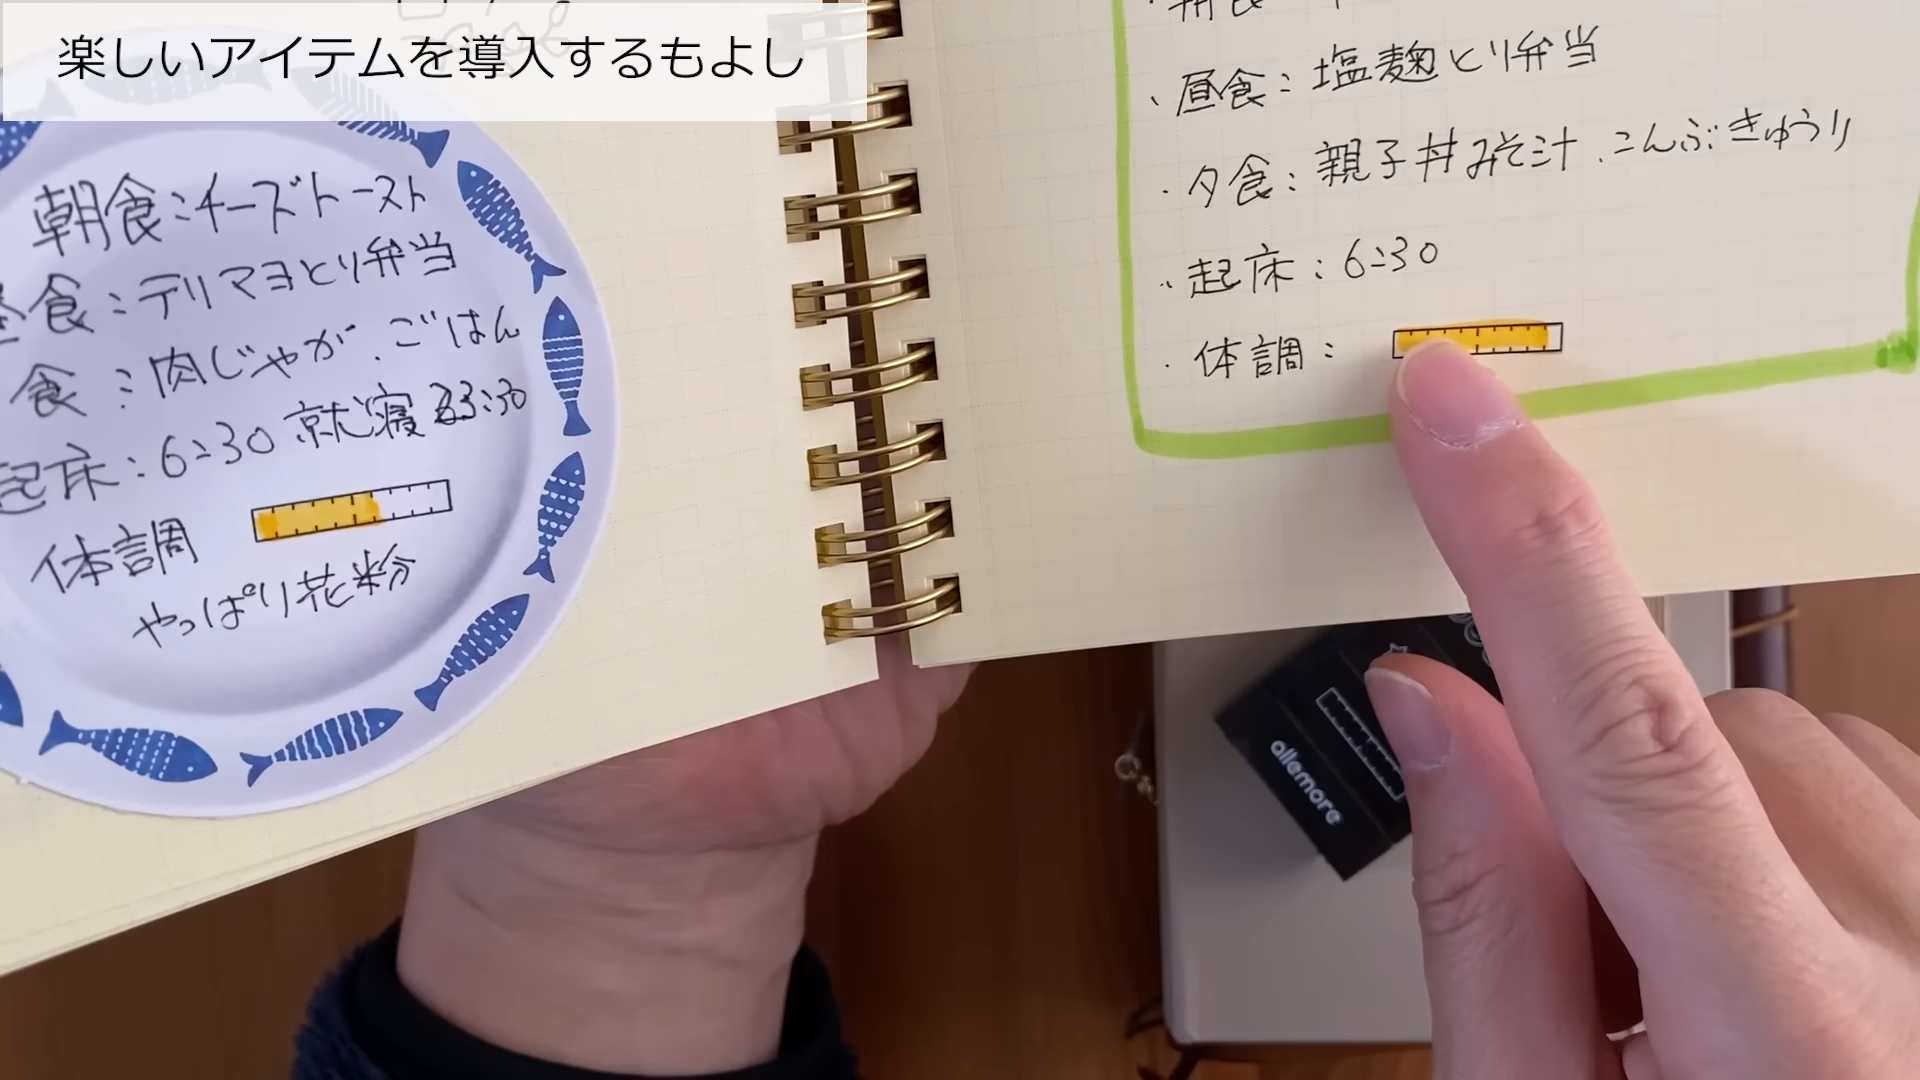 楽しいアイテムを導入するもよし
朝食:チーズトースト
昼食:テリマヨとり弁当
食:肉じゃが、ごはん
起床:6:30 就寝 23:30
体調
やっぱり花粉
・昼食:塩麹とり弁当
・夕食:親子丼みそ汁、こんぶきゅうり
・起床:6:30
・体調:
allemore